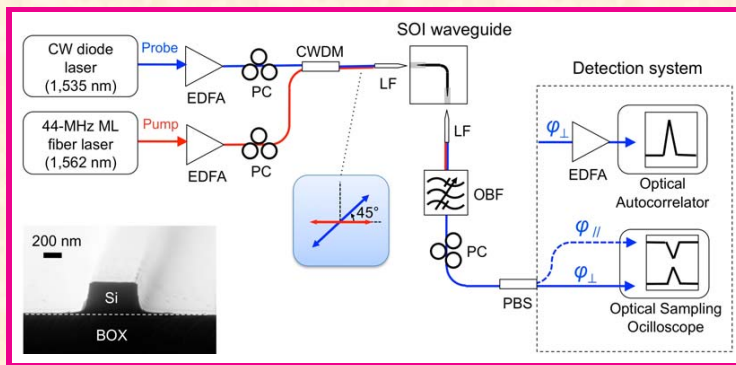 SOI waveguide
CW diode
laser
(1,535 nm)
Probe
EDFA
PC
CWDM
LF
44-MHz ML
fiber laser
(1,562 nm)
Pump
EDFA
PC
45°
LF
OBF
PC
PBS
Detection system
φ⊥
EDFA
Optical
Autocorrelator
φ//
φ⊥
Optical Sampling
Ocilloscope
200 nm
Si
BOX